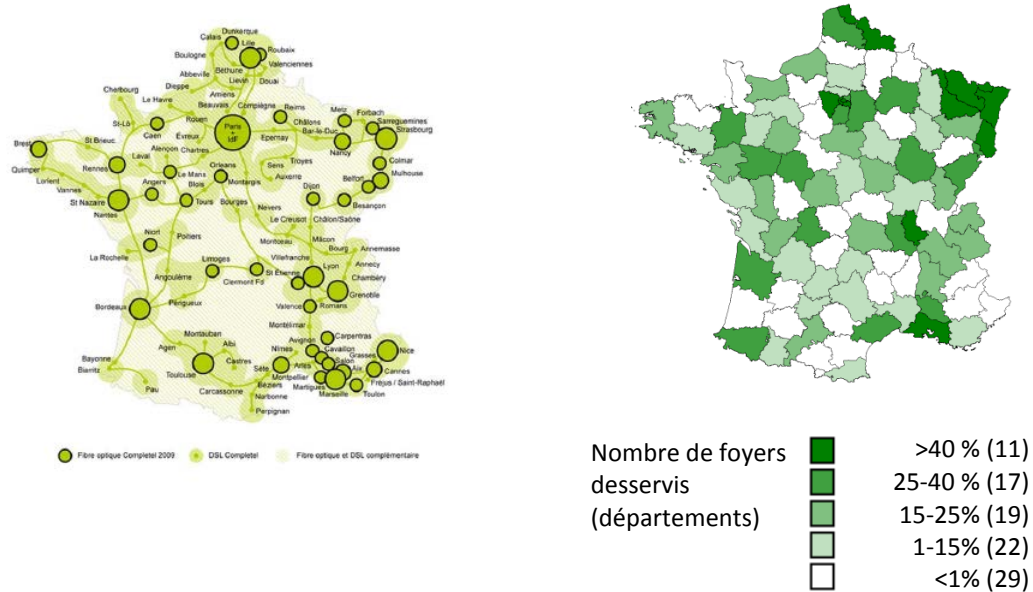 Dunkerque
Calais
Lille
Roubaix
Boulogne
Valenciennes
Béthune
Lievin
Douai
Abbeville
Dieppe
Amiens
Cherbourg
Le Havre
Beauvais
Compiègne
Reims
Metz
Forbach
Rouen
Sarreguemines
St-Lô
Caen
Paris
+
IdF
Châlons
Strasbourg
Evreux
Epernay
Bar-le-Duc
Brest
St Brieuc
Laval
Alençon
Chartres
Nancy
Troyes
Colmar
Quimper
Rennes
Le Mans
Orleans
Sens
Mulhouse
Lorient
Angers
Blois
Montargis
Auxerre
Belfort
Vannes
Dijon
St Nazaire
Tours
Bourges
Besançon
Nantes
Nevers
Le Creusot
Châlon/Saône
Niort
Poitiers
Montceau
Mâcon
Bourg
Annemasse
La Rochelle
Limoges
Villefranche
Annecy
Lyon
Angoulème
Clermont Fd
St Etienne
Chambéry
Bordeaux
Périgueux
Grenoble
Valence
Romans
Montélimar
Montauban
Carpentras
Agen
Albi
Avignon
Cavaillon
Nice
Bayonne
Nîmes
Salon
Grasses
Biarritz
Castres
Arles
Aix
Toulouse
Sète
Cannes
Pau
Montpellier
Martigues
Fréjus / Saint-Raphaël
Carcassonne
Béziers
Marseille
Toulon
Narbonne
Perpignan
Fibre optique Completel 2009
DSL Completel
Fibre optique et DSL complémentaire
Nombre de foyers
desservis
(départements)
>40 % (11)
25-40 % (17)
15-25% (19)
1-15% (22)
<1% (29)